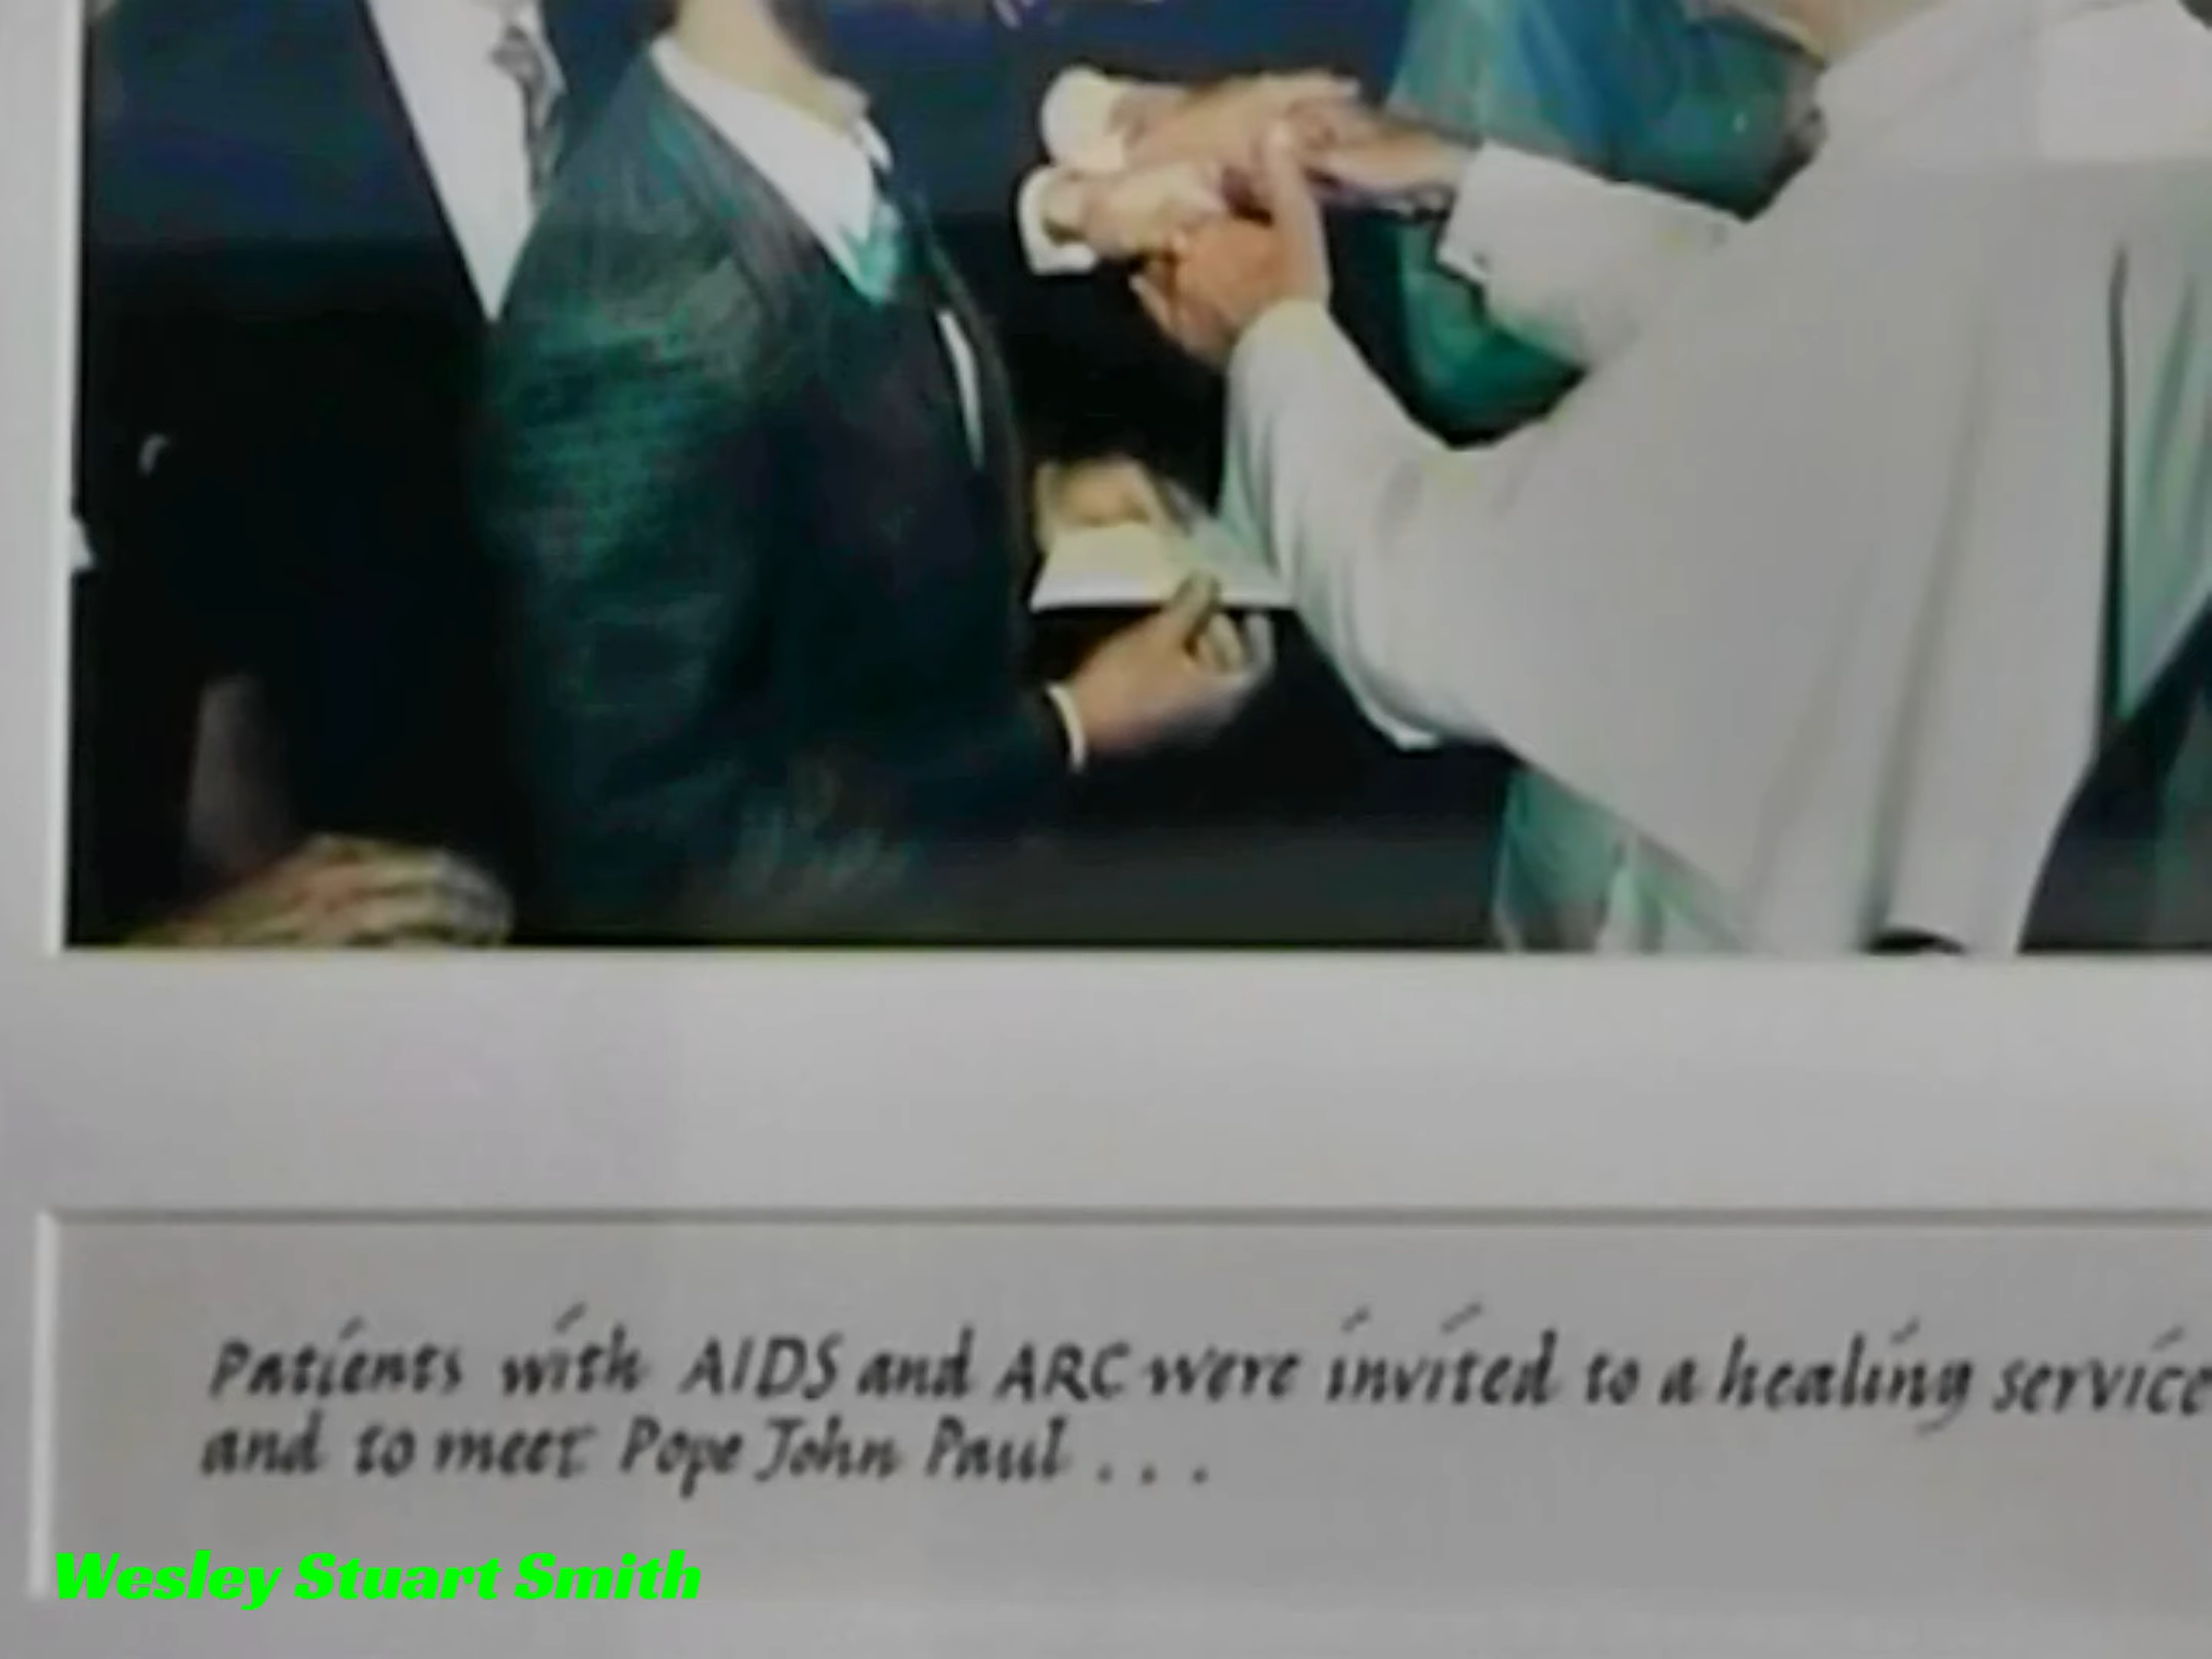 Patients with AIDS and ARC were invited to a healing service
and to meet Pope John Paul . . .
Wesley Stuart Smith